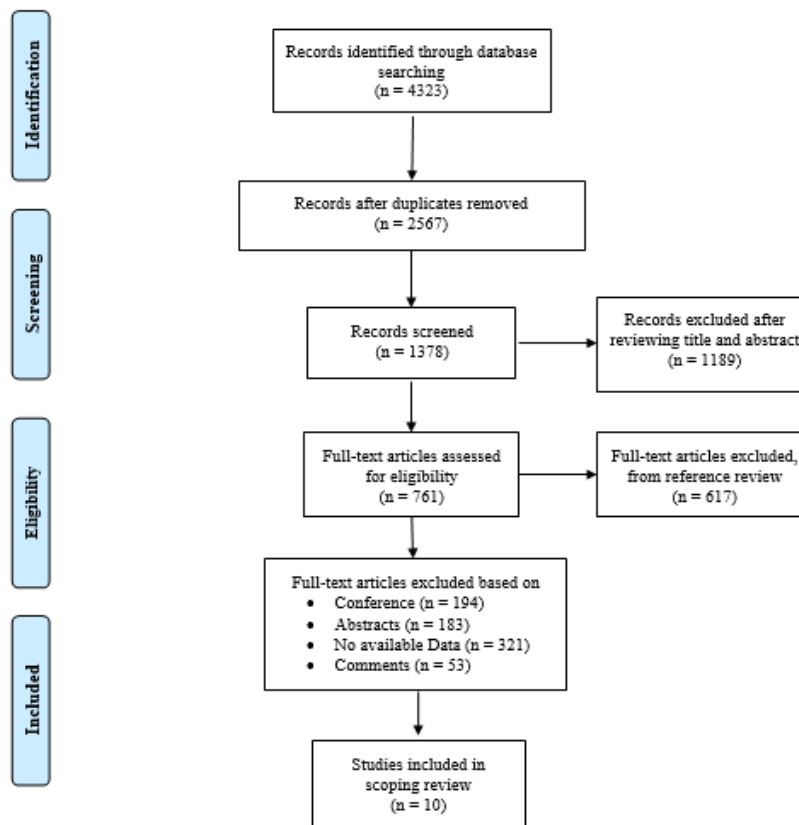 Identification
Records identified through database
searching
(n = 4323)
Records after duplicates removed
(n = 2567)
Screening
Records screened
(n = 1378)
Records excluded after
reviewing title and abstract
(n = 1189)
Eligibility
Full-text articles assessed
for eligibility
(n = 761)
Full-text articles excluded,
from reference review
(n = 617)
Full-text articles excluded based on
• Conference (n = 194)
• Abstracts (n = 183)
• No available Data (n = 321)
• Comments (n = 53)
Included
Studies included in
scoping review
(n = 10)